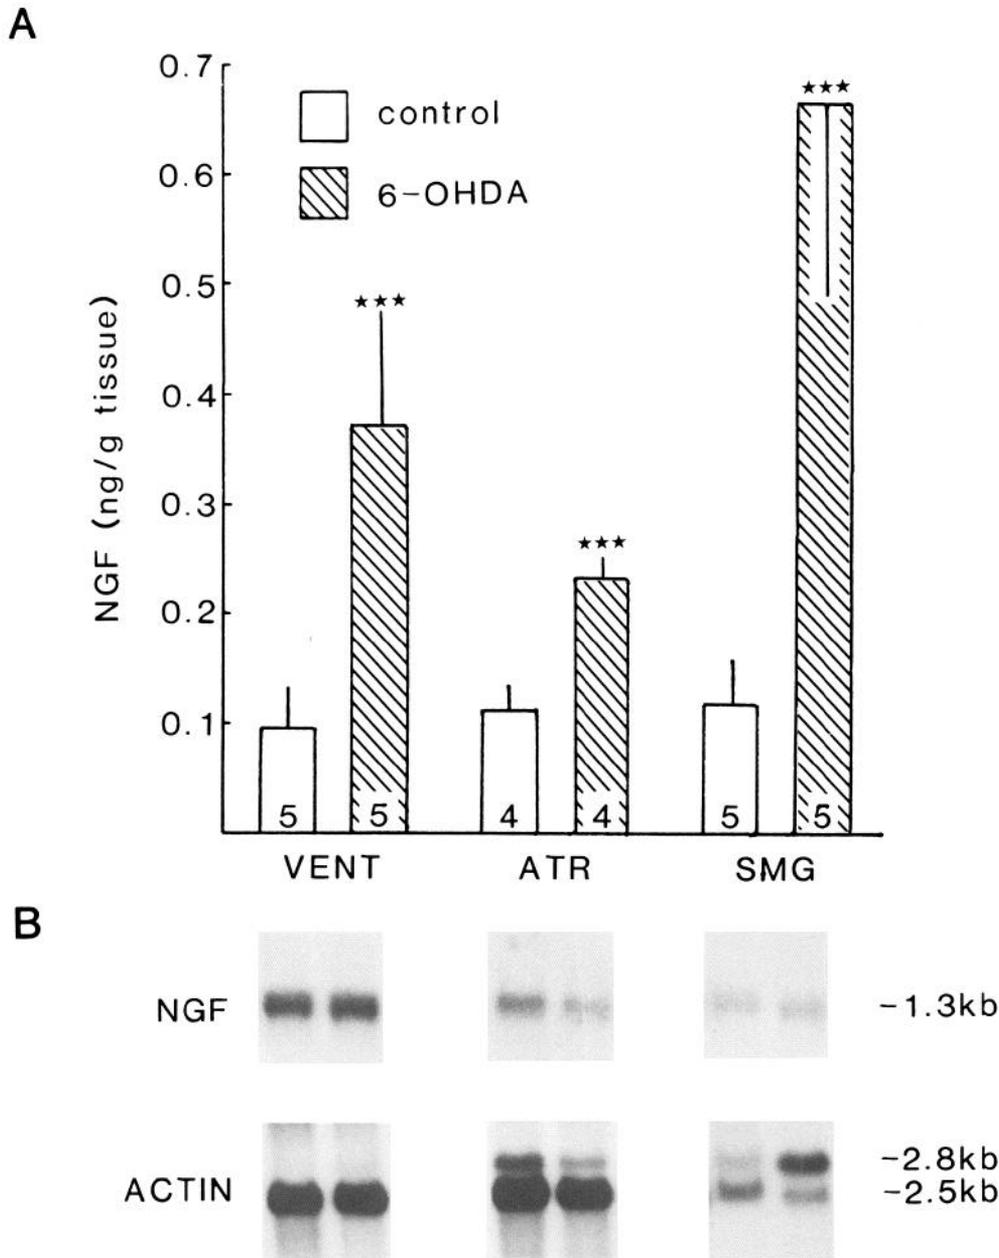 A
0.7
control
★★★
0.6
6-OHDA
0.5
★★★
0.4
NGF (ng/g tissue)
0.3
★★★
0.2
0.1
5 5 4 4 5 5
VENT ATR SMG
B
NGF -1.3kb
-2.8kb
ACTIN -2.5kb